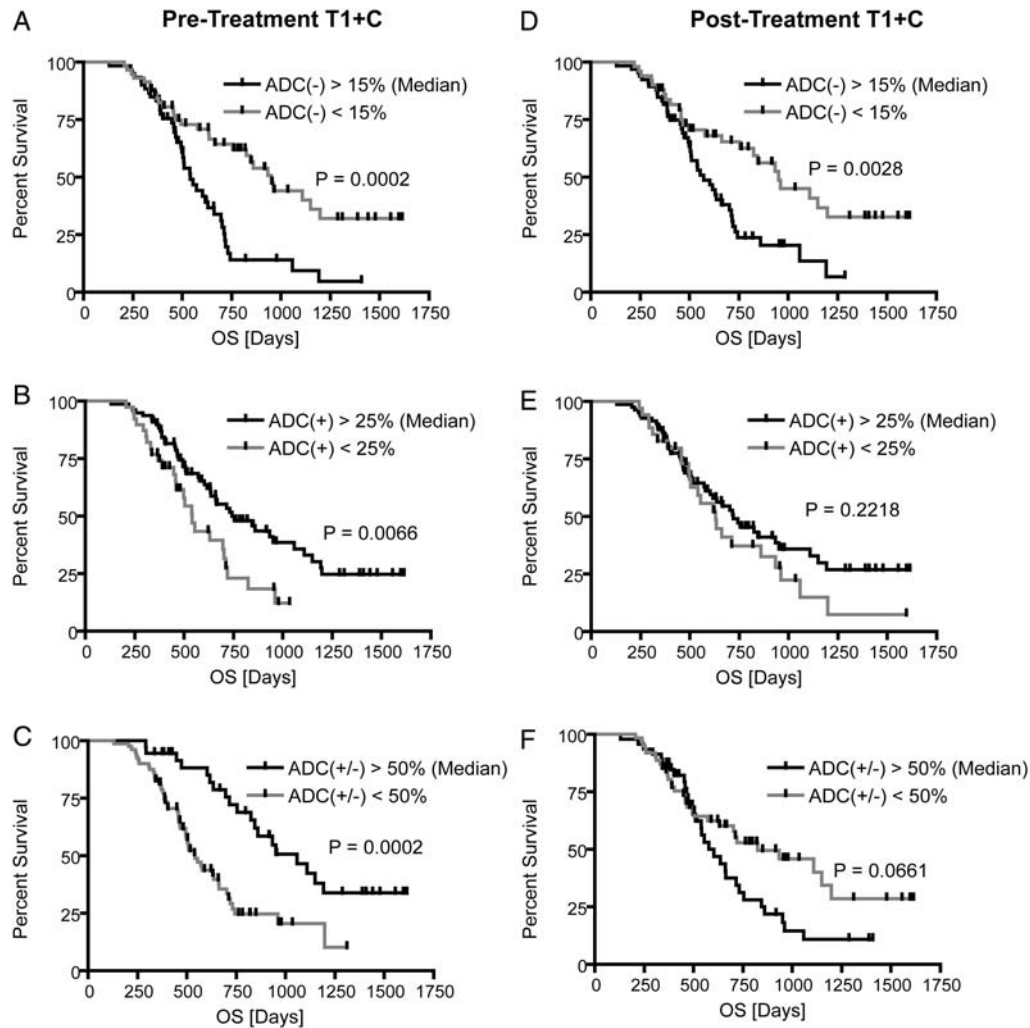 A
Pre-Treatment T1+C
100
75
50
25
0
Percent Survival
ADC(-) > 15% (Median)
ADC(-) < 15%
P = 0.0002
0 250 500 750 1000 1250 1500 1750
OS [Days]
B
100
75
50
25
0
Percent Survival
ADC(+) > 25% (Median)
ADC(+) < 25%
P = 0.0066
0 250 500 750 1000 1250 1500 1750
OS [Days]
C
100
75
50
25
0
Percent Survival
ADC(+/-) > 50% (Median)
ADC(+/-) < 50%
P = 0.0002
0 250 500 750 1000 1250 1500 1750
OS [Days]
D
Post-Treatment T1+C
100
75
50
25
0
Percent Survival
ADC(-) > 15% (Median)
ADC(-) < 15%
P = 0.0028
0 250 500 750 1000 1250 1500 1750
OS [Days]
E
100
75
50
25
0
Percent Survival
ADC(+) > 25% (Median)
ADC(+) < 25%
P = 0.2218
0 250 500 750 1000 1250 1500 1750
OS [Days]
F
100
75
50
25
0
Percent Survival
ADC(+/-) > 50% (Median)
ADC(+/-) < 50%
P = 0.0661
0 250 500 750 1000 1250 1500 1750
OS [Days]